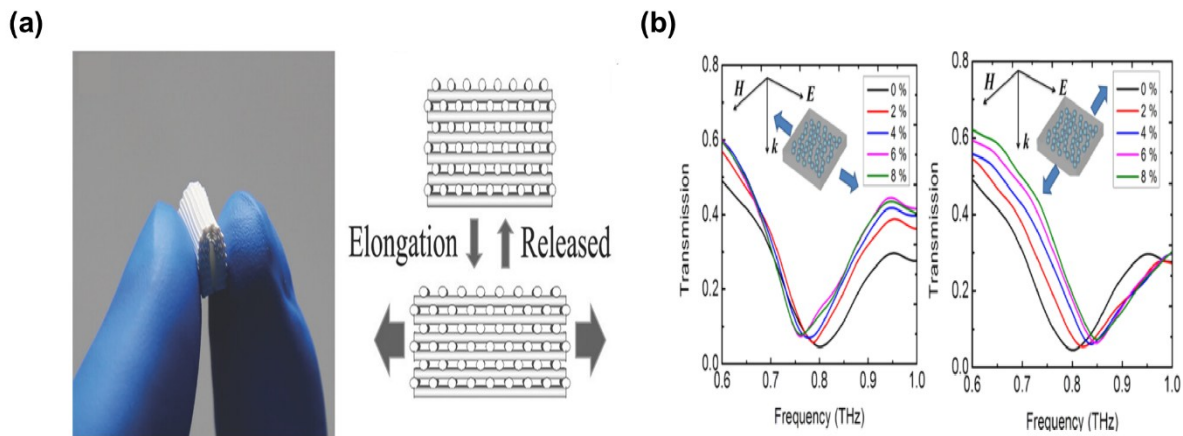 (a)
Elongation
Released
(b)
0.8
0.6
0.4
0.2
0.0
Transmission
H
E
k
0 %
2 %
4 %
6 %
8 %
0.6
0.7
0.8
0.9
1.0
Frequency (THz)
0.8
0.6
0.4
0.2
0.0
Transmission
H
E
k
0 %
2 %
4 %
6 %
8 %
0.6
0.7
0.8
0.9
1.0
Frequency (THz)